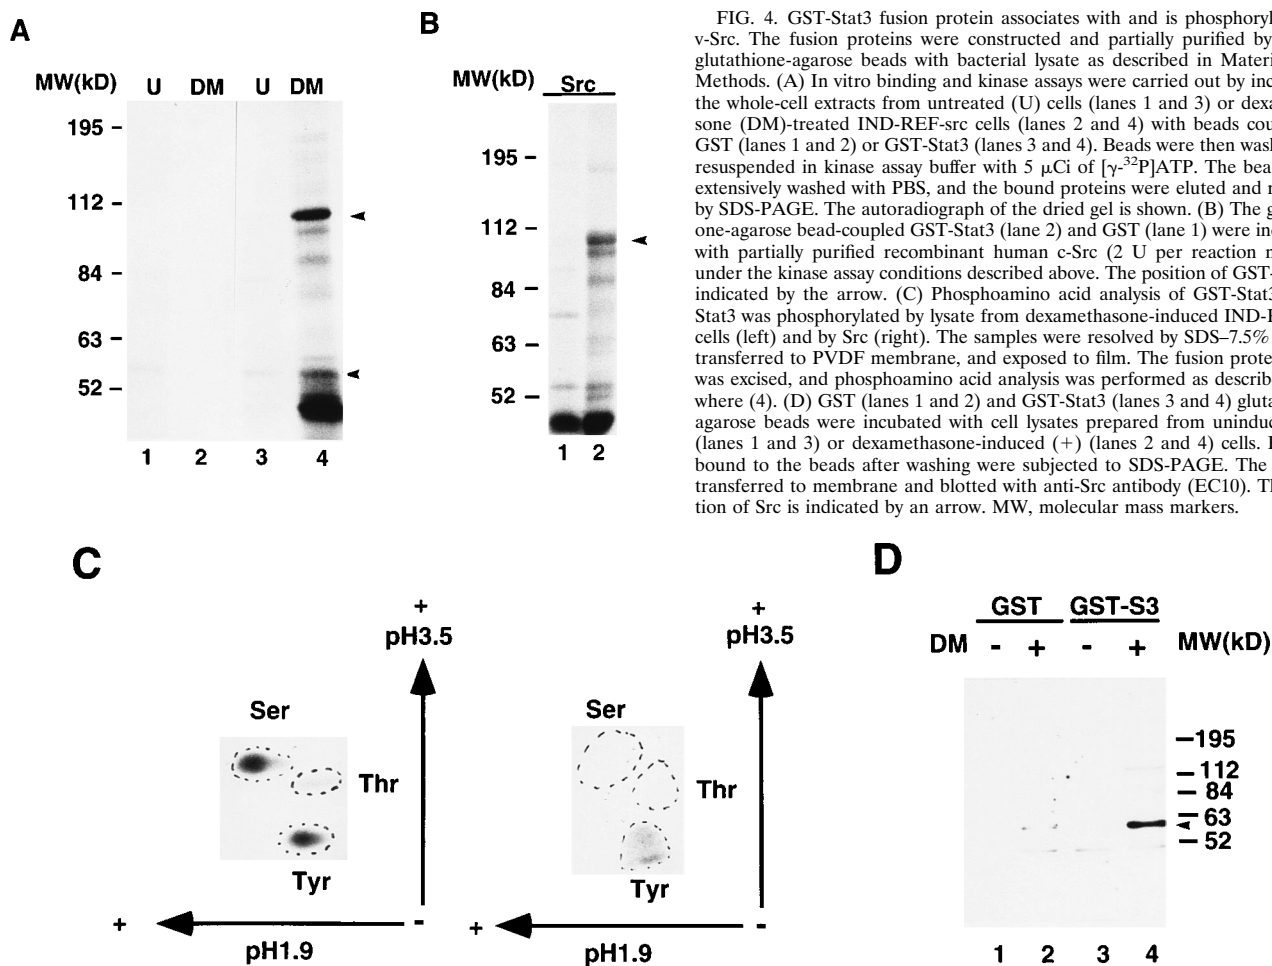 A
MW(kD)
U DM U DM
195
112
84
63
52
1 2 3 4
B
MW(kD)
Src
195
112
84
63
52
1 2
FIG. 4. GST-Stat3 fusion protein associates with and is phosphoryl
v-Src. The fusion proteins were constructed and partially purified by
glutathione-agarose beads with bacterial lysate as described in Materi
Methods. (A) In vitro binding and kinase assays were carried out by inc
the whole-cell extracts from untreated (U) cells (lanes 1 and 3) or dexa
sone (DM)-treated IND-REF-src cells (lanes 2 and 4) with beads cou
GST (lanes 1 and 2) or GST-Stat3 (lanes 3 and 4). Beads were then wash
resuspended in kinase assay buffer with 5 μCi of [γ-³²P]ATP. The bea
extensively washed with PBS, and the bound proteins were eluted and r
by SDS-PAGE. The autoradiograph of the dried gel is shown. (B) The g
one-agarose bead-coupled GST-Stat3 (lane 2) and GST (lane 1) were inc
with partially purified recombinant human c-Src (2 U per reaction m
under the kinase assay conditions described above. The position of GST-
indicated by the arrow. (C) Phosphoamino acid analysis of GST-Stat3
Stat3 was phosphorylated by lysate from dexamethasone-induced IND-R
cells (left) and by Src (right). The samples were resolved by SDS–7.5%
transferred to PVDF membrane, and exposed to film. The fusion prote
was excised, and phosphoamino acid analysis was performed as describ
where (4). (D) GST (lanes 1 and 2) and GST-Stat3 (lanes 3 and 4) gluta
agarose beads were incubated with cell lysates prepared from uninduc
(lanes 1 and 3) or dexamethasone-induced (+) (lanes 2 and 4) cells. I
bound to the beads after washing were subjected to SDS-PAGE. The
transferred to membrane and blotted with anti-Src antibody (EC10). Th
tion of Src is indicated by an arrow. MW, molecular mass markers.
C
+
pH3.5
Ser
Thr
Tyr
+ -
pH1.9
+
pH3.5
Ser
Thr
Tyr
+ -
pH1.9
D
GST GST-S3
DM - + - + MW(kD)
195
112
84
63
52
1 2 3 4